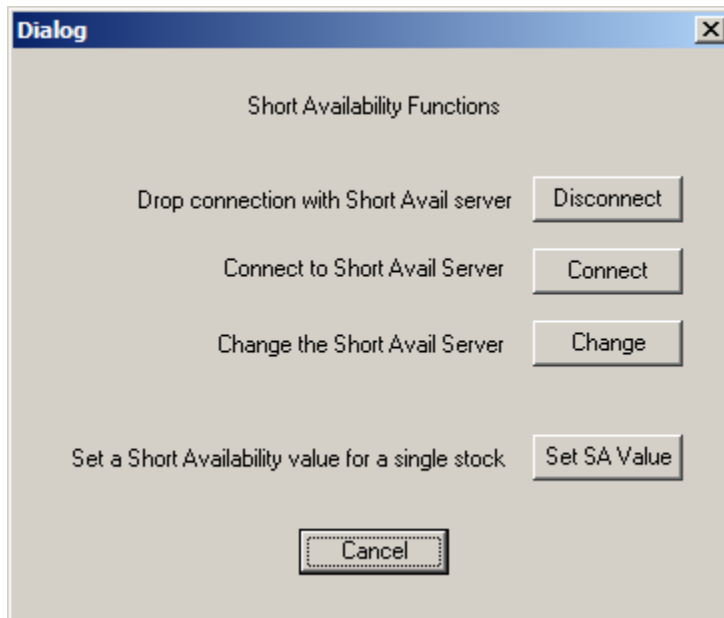 Dialog
Short Availability Functions
Drop connection with Short Avail server Disconnect
Connect to Short Avail Server Connect
Change the Short Avail Server Change
Set a Short Availability value for a single stock Set SA Value
Cancel